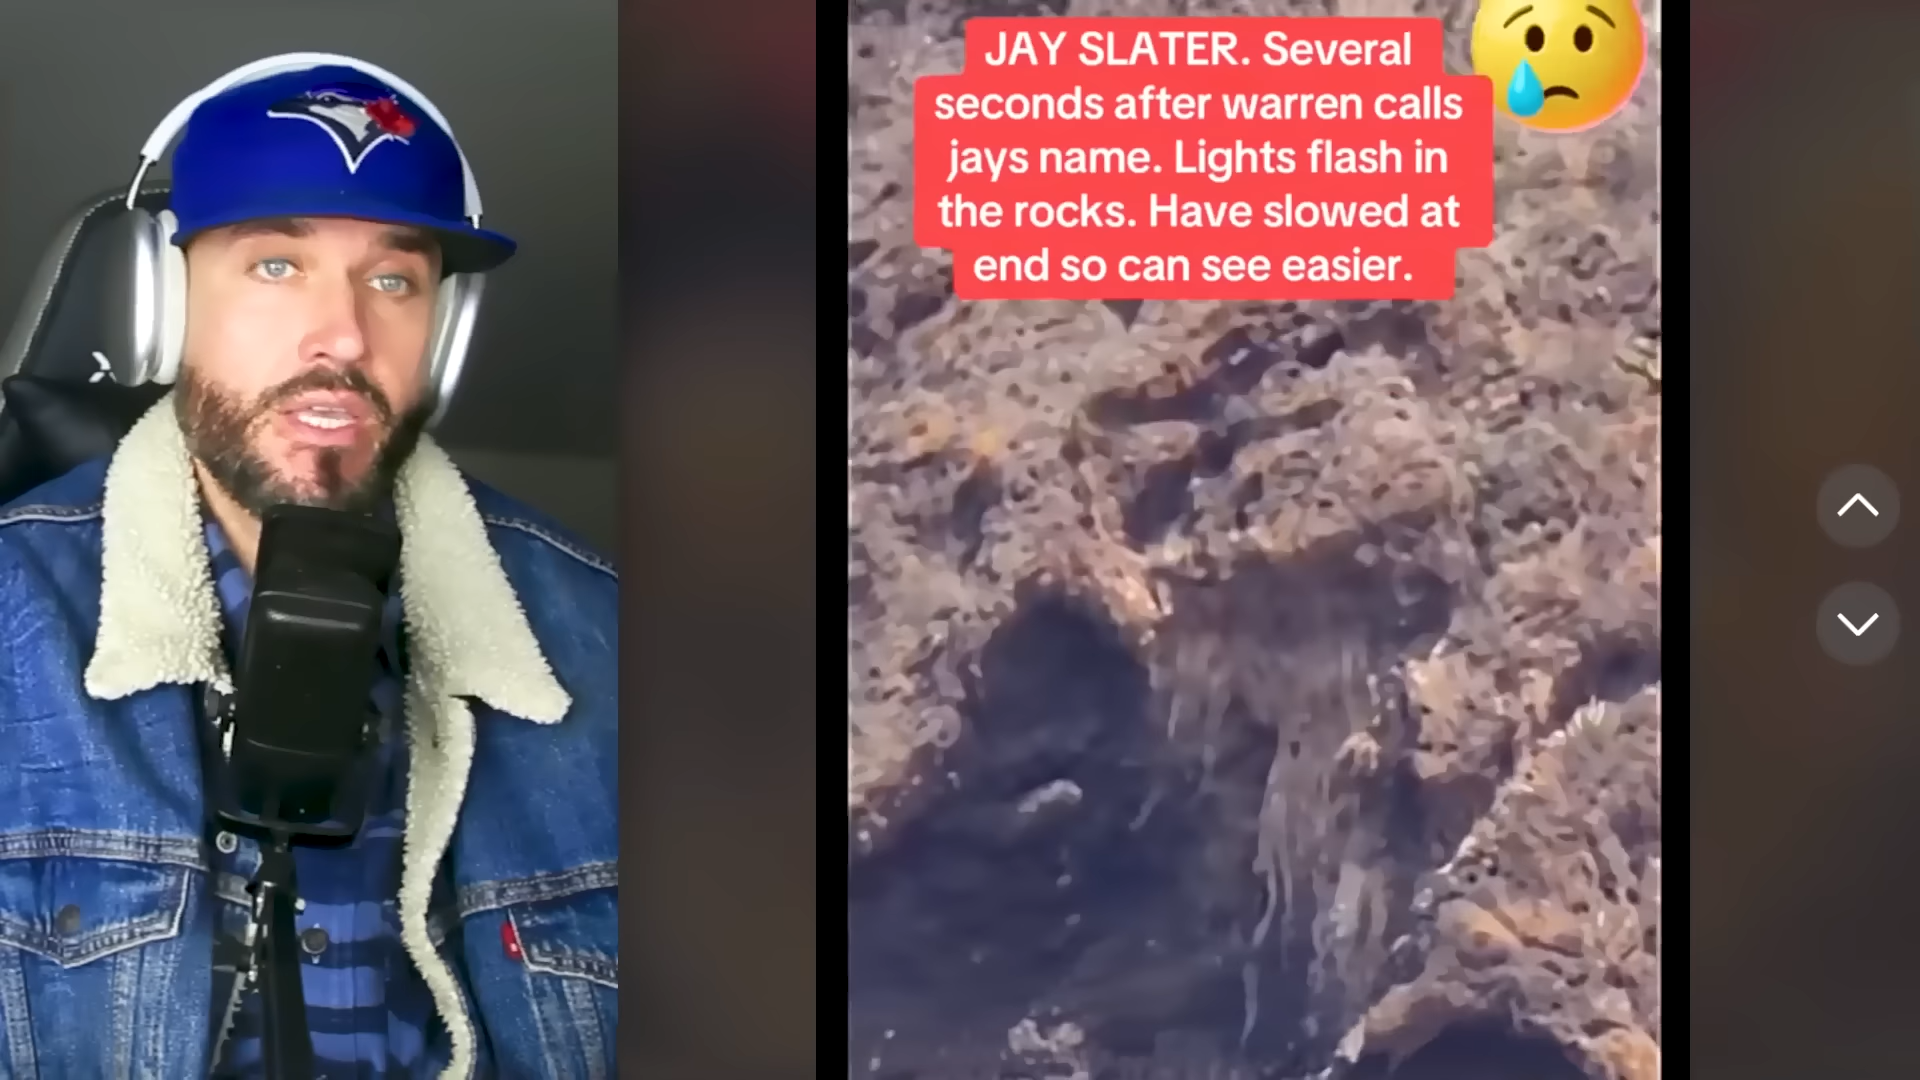 JAY SLATER. Several
seconds after warren calls
jays name. Lights flash in
the rocks. Have slowed at
end so can see easier.